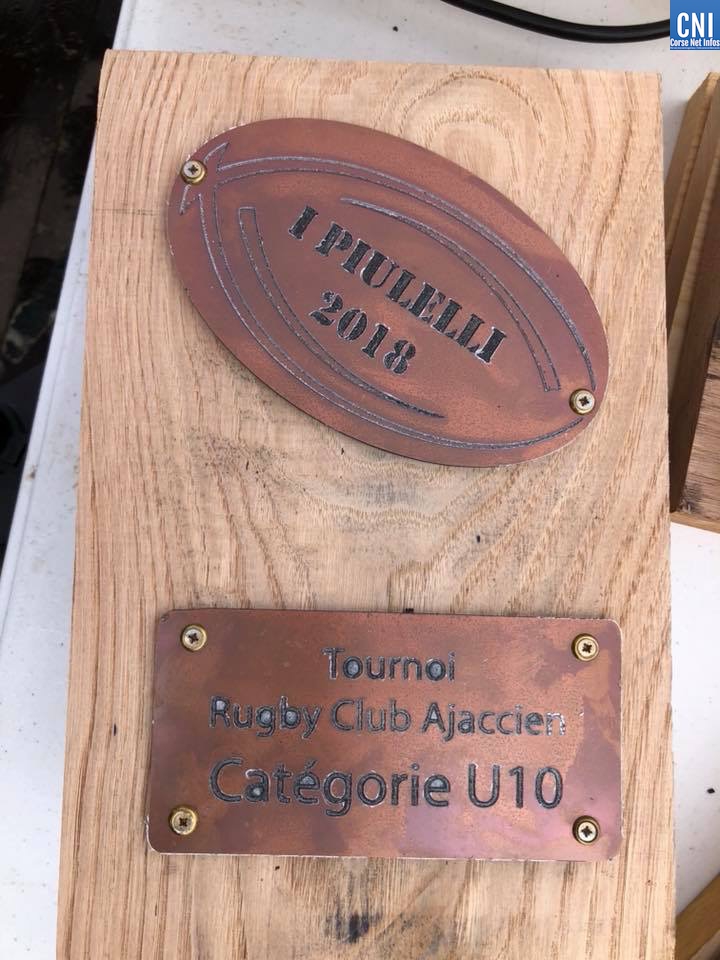 CNI
Corse Net Infos
I PIULELLI
2018
Tournoi
Rugby Club Ajaccien
Catégorie U10